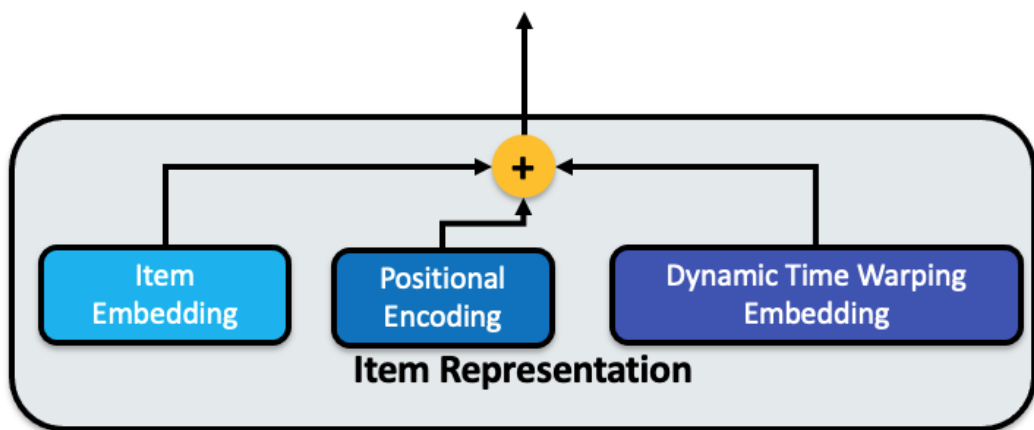 +
Item
Embedding
Positional
Encoding
Dynamic Time Warping
Embedding
Item Representation